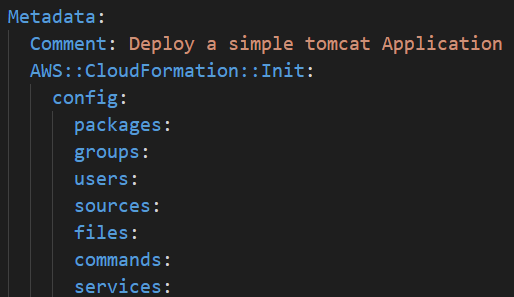 Metadata:
Comment: Deploy a simple tomcat Application
AWS::CloudFormation::Init:
config:
packages:
groups:
users:
sources:
files:
commands:
services: